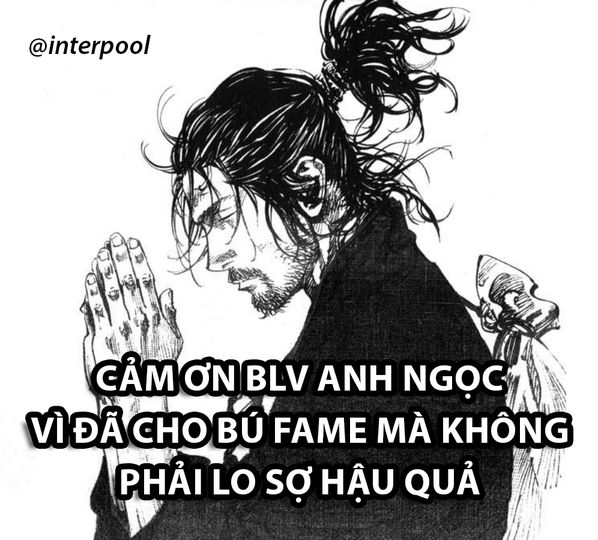 @interpool
CẢM ƠN BLV ANH NGỌC
VÌ ĐÃ CHO BÚ FAME MÀ KHÔNG
PHẢI LO SỢ HẬU QUẢ